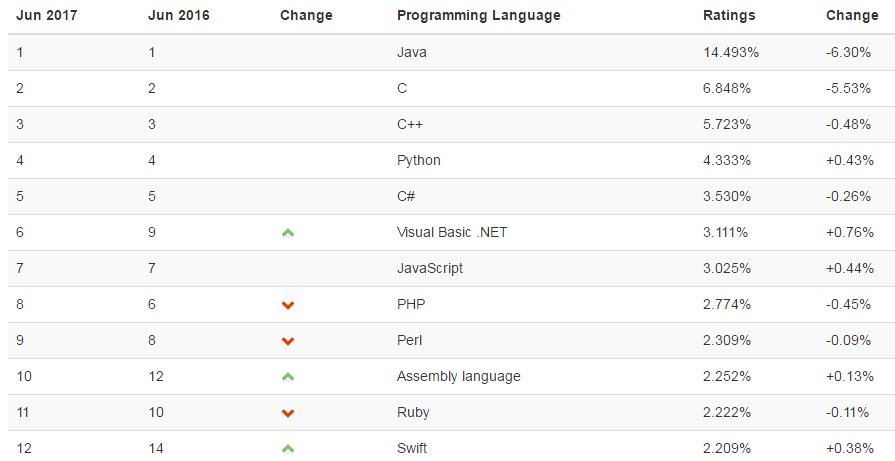 Jun 2017 Jun 2016 Change Programming Language Ratings Change
1 1 Java 14.493% -6.30%
2 2 C 6.848% -5.53%
3 3 C++ 5.723% -0.48%
4 4 Python 4.333% +0.43%
5 5 C# 3.530% -0.26%
6 9 Visual Basic .NET 3.111% +0.76%
7 7 JavaScript 3.025% +0.44%
8 6 PHP 2.774% -0.45%
9 8 Perl 2.309% -0.09%
10 12 Assembly language 2.252% +0.13%
11 10 Ruby 2.222% -0.11%
12 14 Swift 2.209% +0.38%